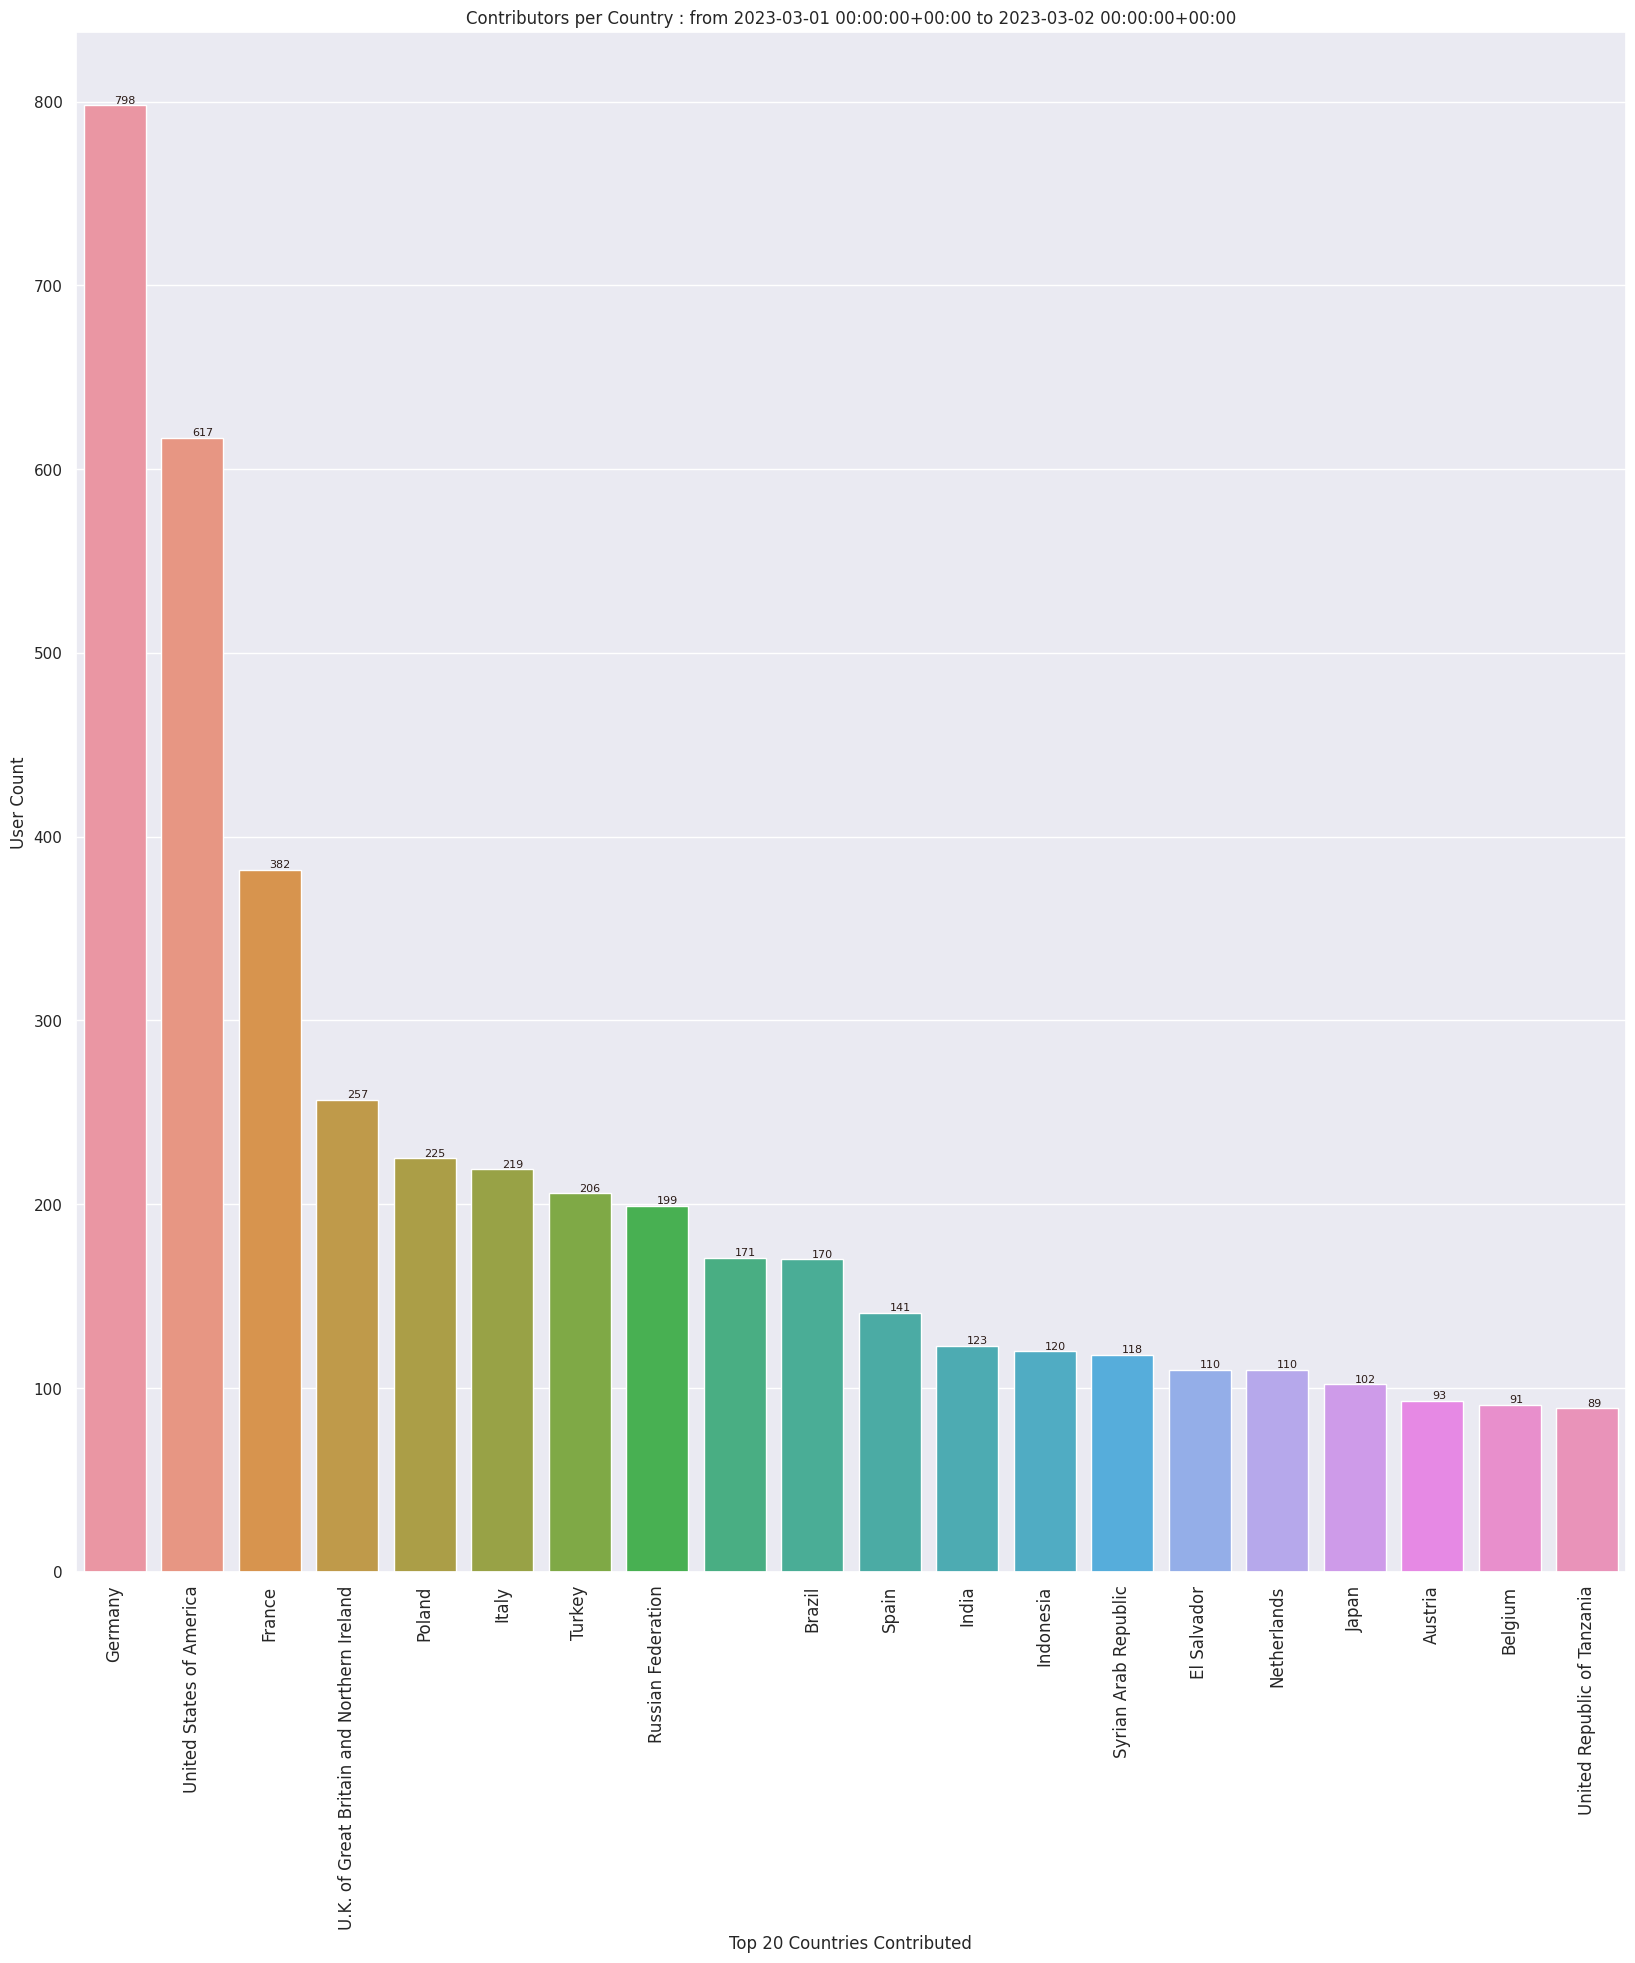 Contributors per Country : from 2023-03-01 00:00:00+00:00 to 2023-03-02 00:00:00+00:00
User Count
800
700
600
500
400
300
200
100
0
798
617
382
257
225
219
206
199
171
170
141
123
120
118
110
110
102
93
91
89
Germany
United States of America
France
U.K. of Great Britain and Northern Ireland
Poland
Italy
Turkey
Russian Federation
Brazil
Spain
India
Indonesia
Syrian Arab Republic
El Salvador
Netherlands
Japan
Austria
Belgium
United Republic of Tanzania
Top 20 Countries Contributed